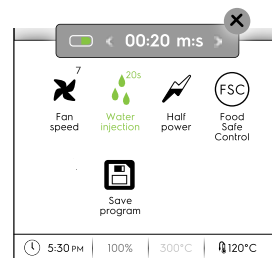 00:20 m:s
7
20s
FSC
Fan
speed
Water
injection
Half
power
Food
Safe
Control
Save
program
5:30 PM
100%
300°C
120°C